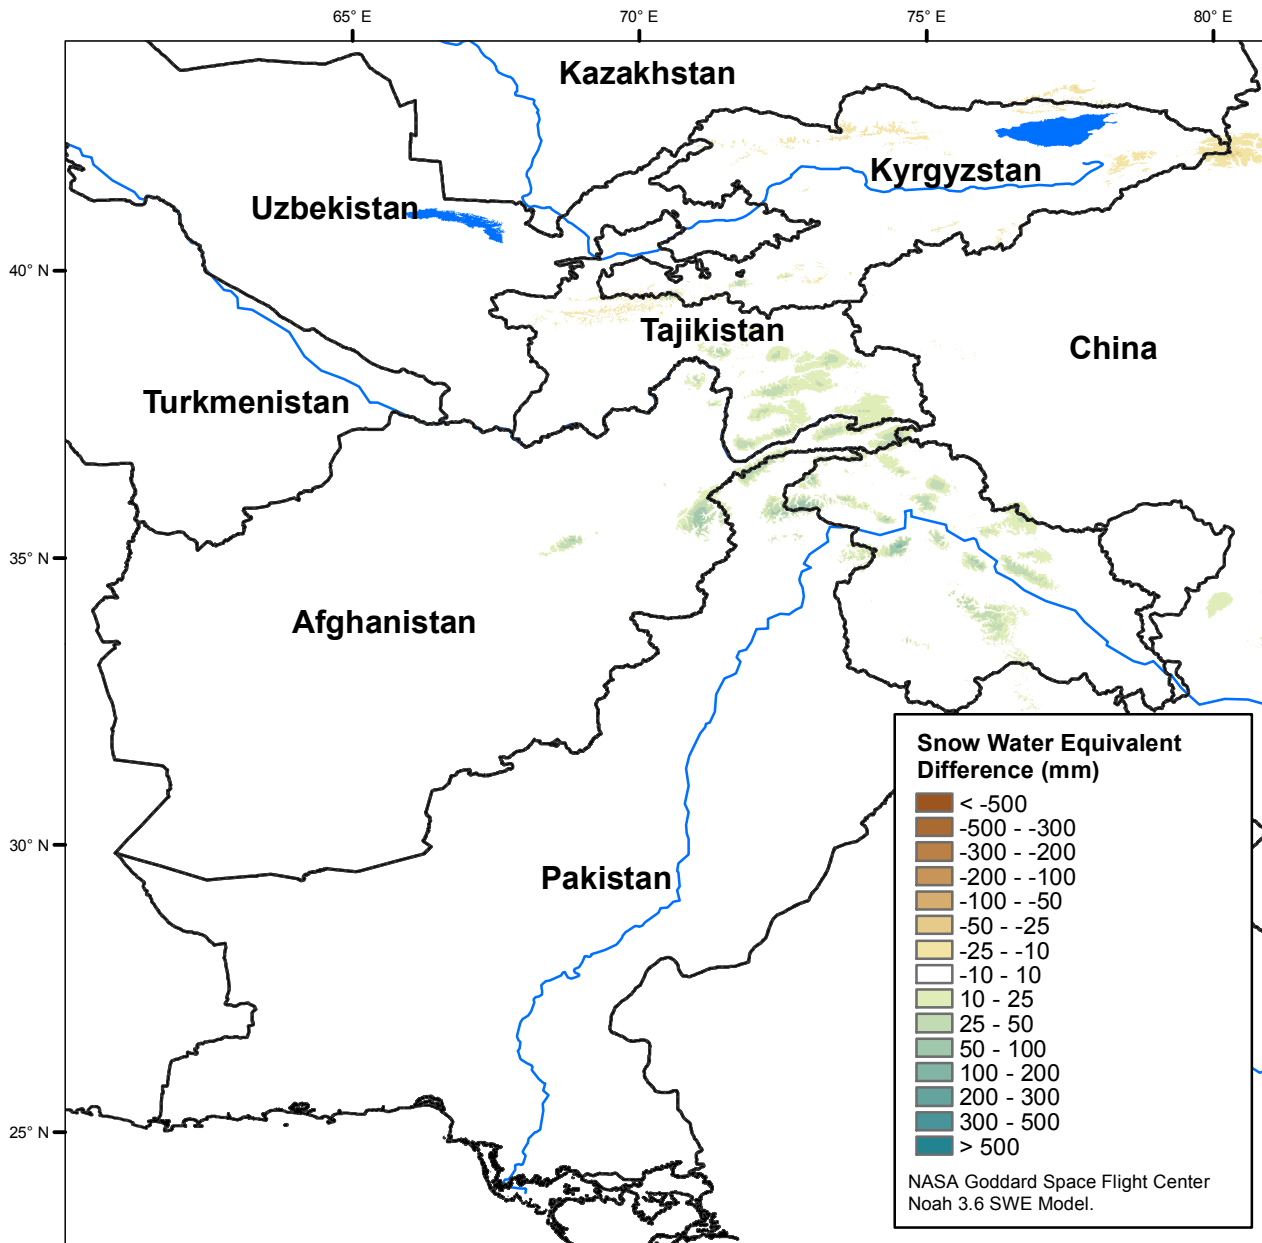 65° E
70° E
75° E
80° E
Kazakhstan
Kyrgyzstan
Uzbekistan
40° N
Tajikistan
China
Turkmenistan
35° N
Afghanistan
30° N
Pakistan
25° N
Snow Water Equivalent
Difference (mm)
< -500
-500 - -300
-300 - -200
-200 - -100
-100 - -50
-50 - -25
-25 - -10
-10 - 10
10 - 25
25 - 50
50 - 100
100 - 200
200 - 300
300 - 500
> 500
NASA Goddard Space Flight Center
Noah 3.6 SWE Model.